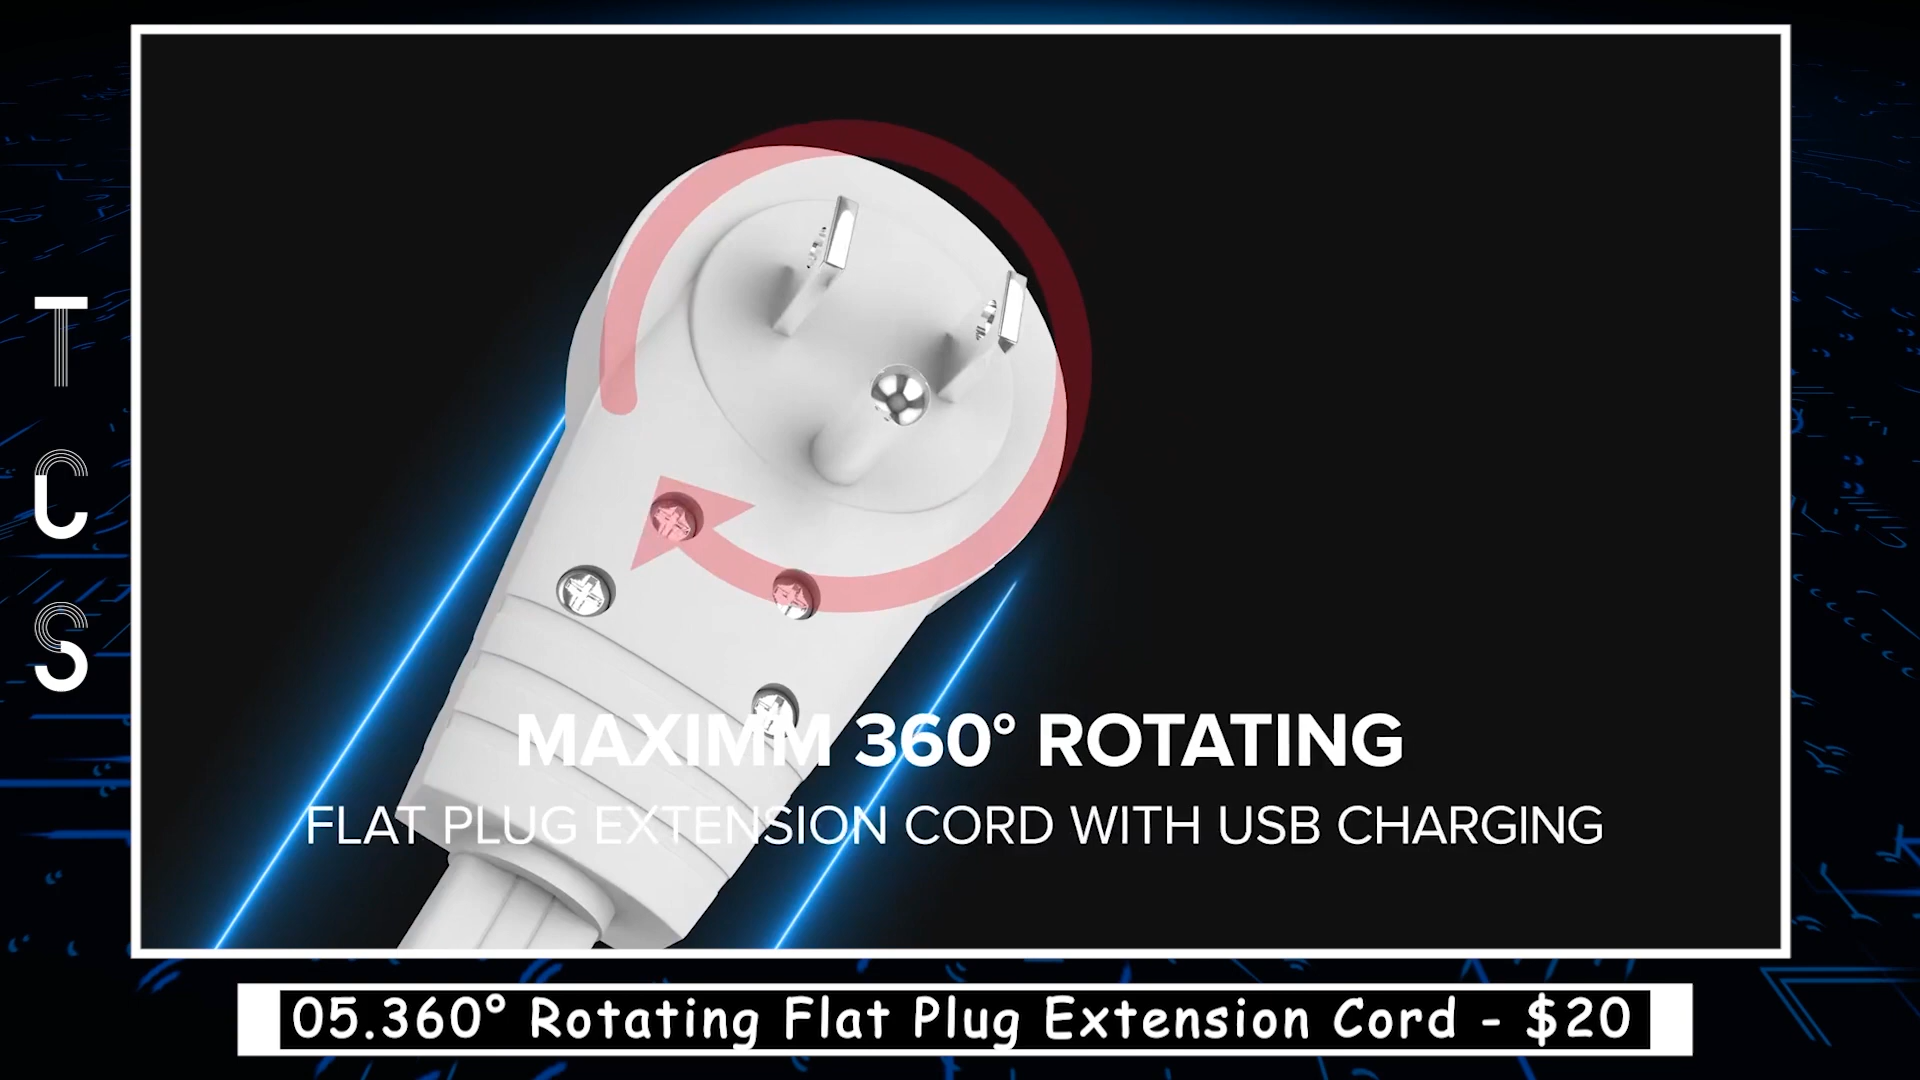 T
C
S
MAXIMM 360° ROTATING
FLAT PLUG EXTENSION CORD WITH USB CHARGING
05.360° Rotating Flat Plug Extension Cord - $20